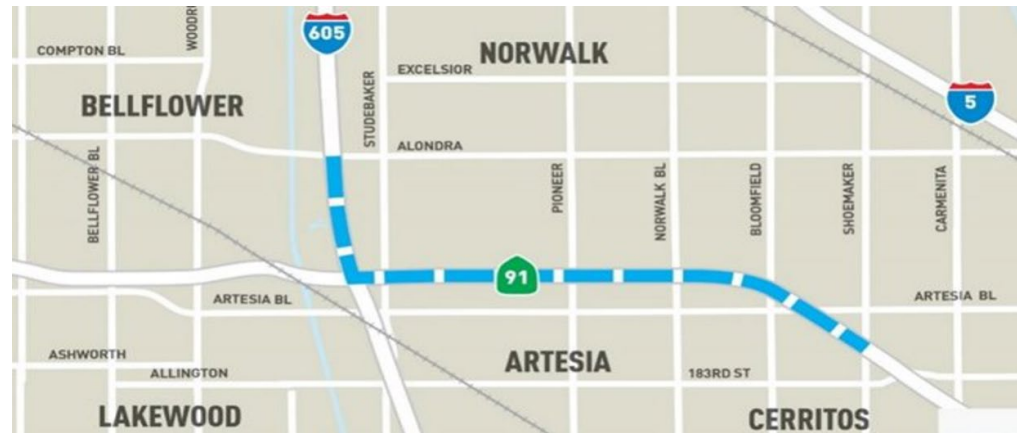 WOODR
605
NORWALK
COMPTON BL
EXCELSIOR
STUDEBAKER
BELLFLOWER
5
ALONDRA
BELLFLOWER BL
PIONEER
NORWALK BL
BLOOMFIELD
SHOEMAKER
CARMENITA
91
ARTESIA BL
ARTESIA BL
ASHWORTH
ARTESIA
ALLINGTON
183RD ST
LAKEWOOD
CERRITOS